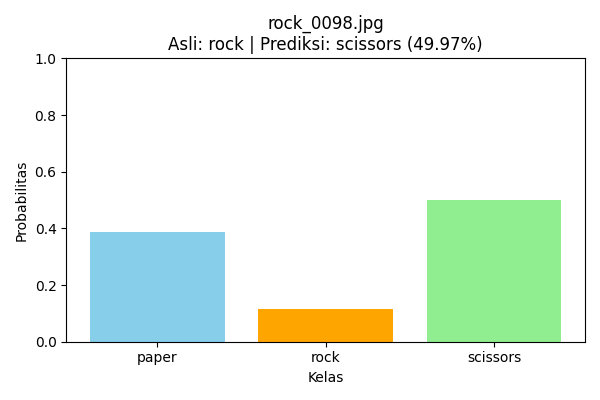 rock_0098.jpg
Asli: rock | Prediksi: scissors (49.97%)
1.0
0.8
0.6
0.4
0.2
0.0
Probabilitas
paper
rock
scissors
Kelas